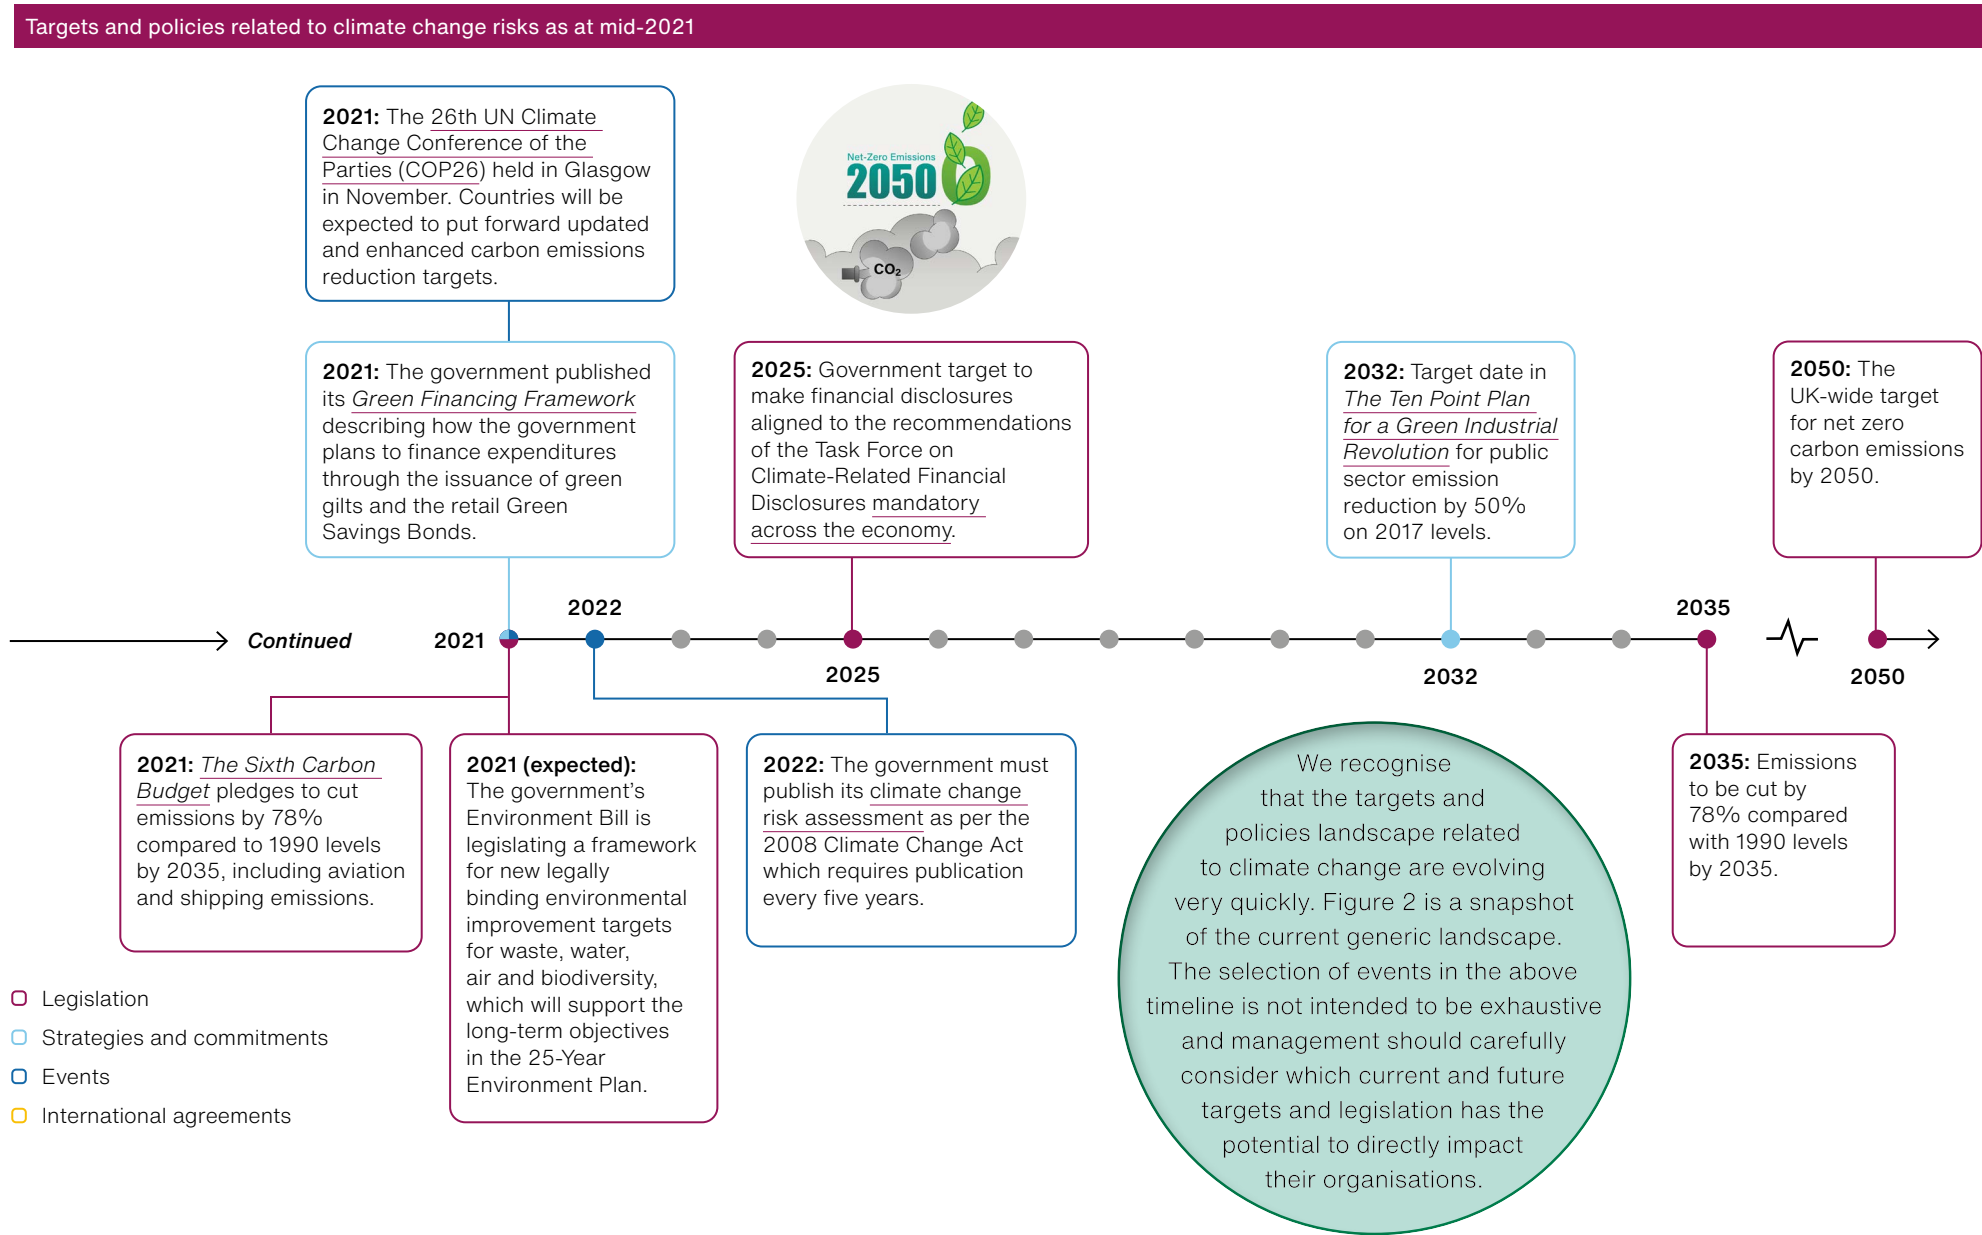 Targets and policies related to climate change risks as at mid-2021
2021: The 26th UN Climate
Change Conference of the
Parties (COP26) held in Glasgow
in November. Countries will be
expected to put forward updated
and enhanced carbon emissions
reduction targets.
Net-Zero Emissions
2050
CO₂
2021: The government published
its Green Financing Framework
describing how the government
plans to finance expenditures
through the issuance of green
gilts and the retail Green
Savings Bonds.
2025: Government target to
make financial disclosures
aligned to the recommendations
of the Task Force on
Climate-Related Financial
Disclosures mandatory
across the economy.
2032: Target date in
The Ten Point Plan
for a Green Industrial
Revolution for public
sector emission
reduction by 50%
on 2017 levels.
2050: The
UK-wide target
for net zero
carbon emissions
by 2050.
Continued
2021
2022
2025
2032
2035
2050
2021: The Sixth Carbon
Budget pledges to cut
emissions by 78%
compared to 1990 levels
by 2035, including aviation
and shipping emissions.
2021 (expected):
The government's
Environment Bill is
legislating a framework
for new legally
binding environmental
improvement targets
for waste, water,
air and biodiversity,
which will support the
long-term objectives
in the 25-Year
Environment Plan.
2022: The government must
publish its climate change
risk assessment as per the
2008 Climate Change Act
which requires publication
every five years.
We recognise
that the targets and
policies landscape related
to climate change are evolving
very quickly. Figure 2 is a snapshot
of the current generic landscape.
The selection of events in the above
timeline is not intended to be exhaustive
and management should carefully
consider which current and future
targets and legislation has the
potential to directly impact
their organisations.
2035: Emissions
to be cut by
78% compared
with 1990 levels
by 2035.
Legislation
Strategies and commitments
Events
International agreements